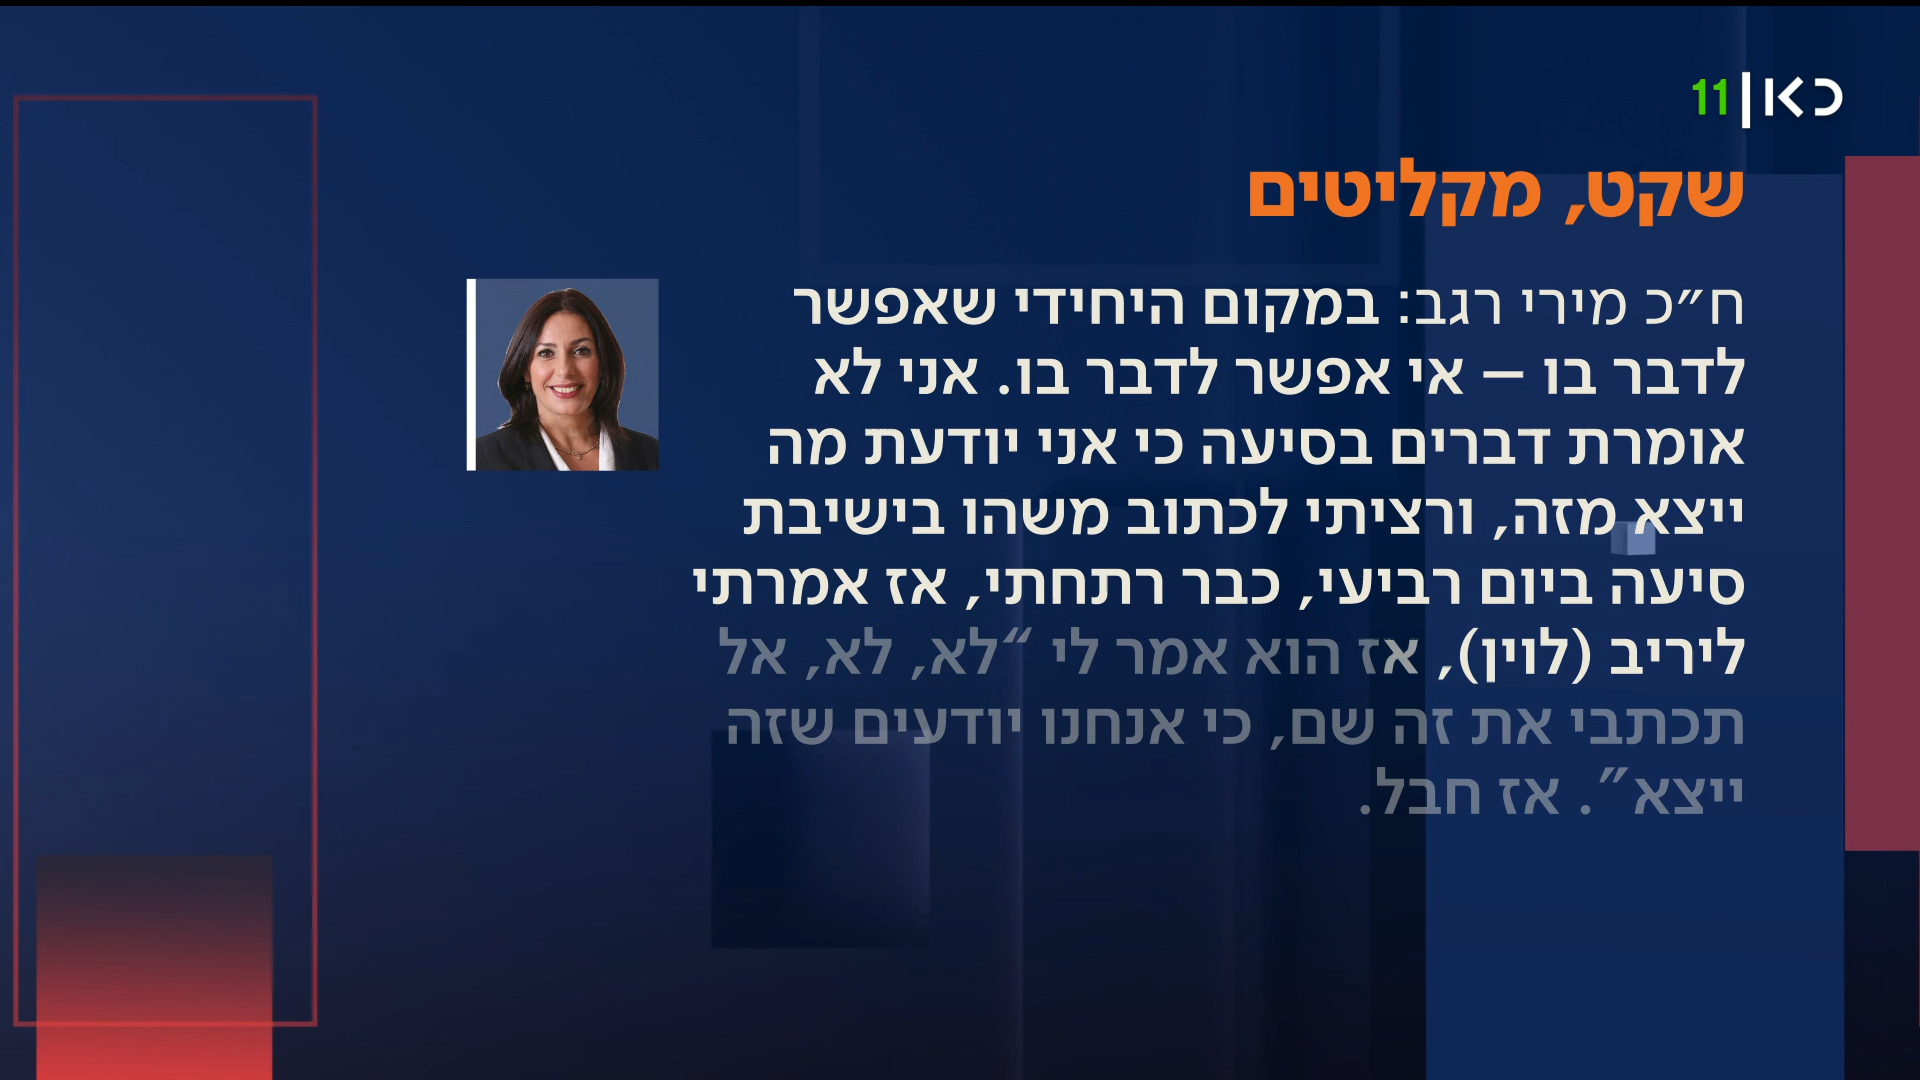 כאן|11
שקט, מקליטים
ח״כ מירי רגב: במקום היחידי שאפשר
לדבר בו – אי אפשר לדבר בו. אני לא
אומרת דברים בסיעה כי אני יודעת מה
ייצא מזה, ורציתי לכתוב משהו בישיבת
סיעה ביום רביעי, כבר רתחתי, אז אמרתי
ליריב (לוין), אז הוא אמר לי “לא, לא, אל
תכתבי את זה שם, כי אנחנו יודעים שזה
ייצא”. אז חבל.